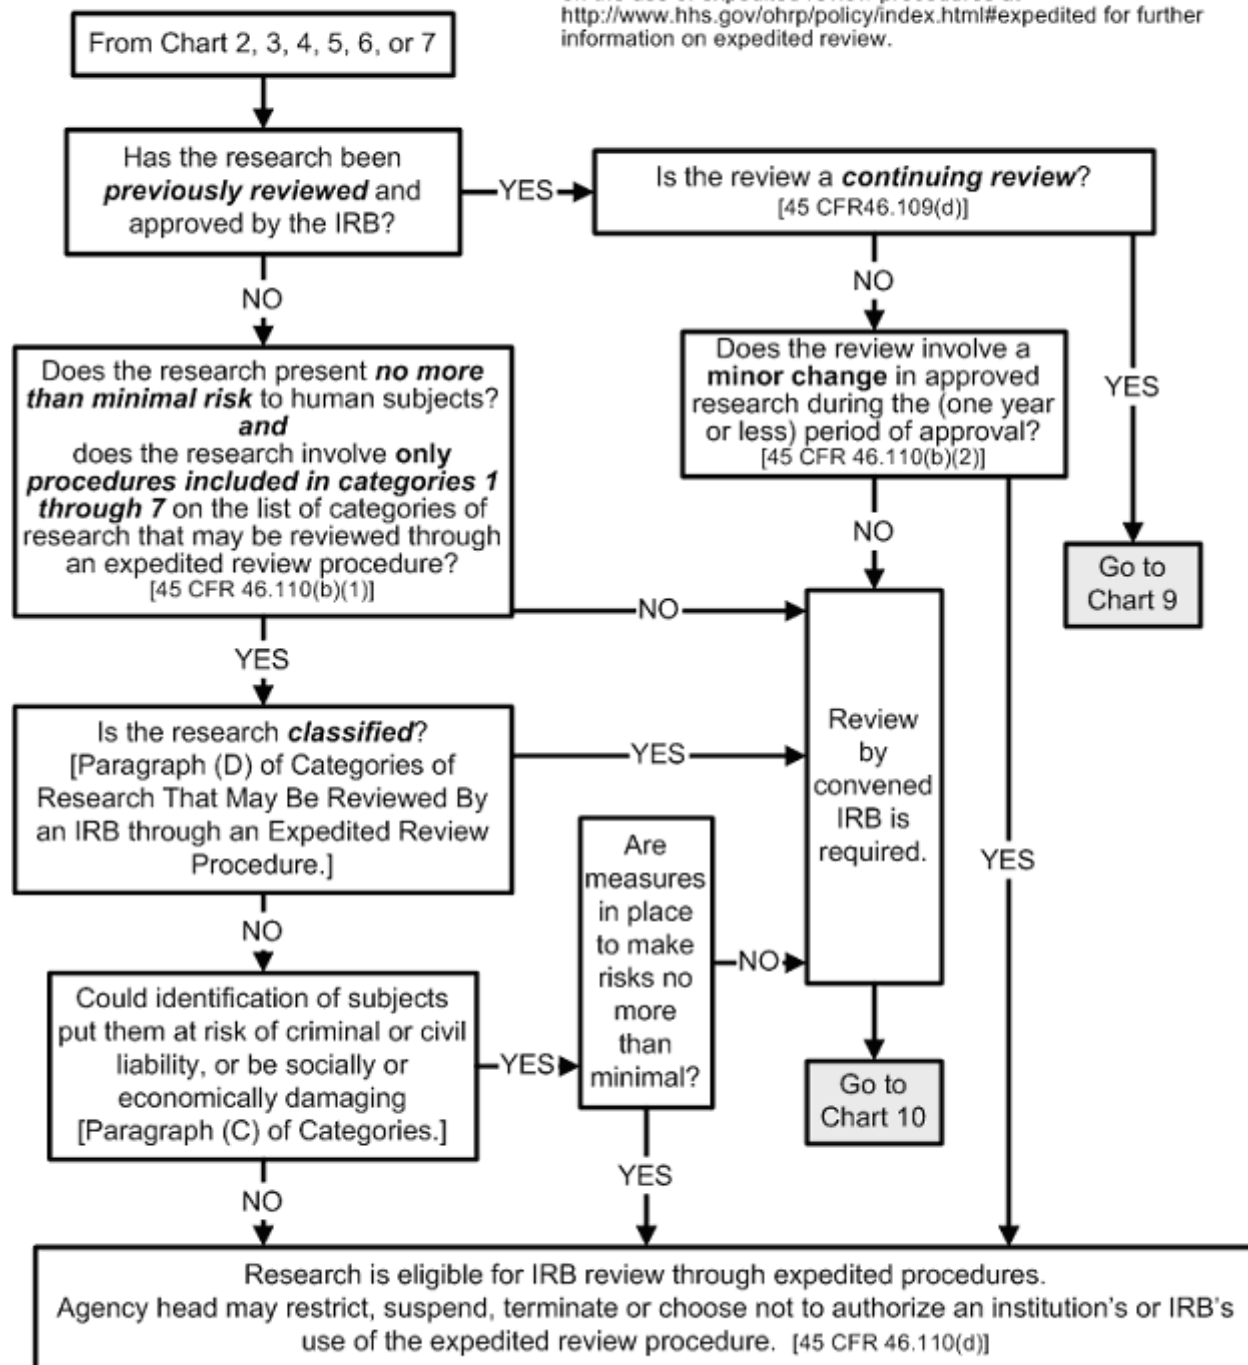 http://www.hhs.gov/ohrp/policy/index.html#expedited for further
information on expedited review.
From Chart 2, 3, 4, 5, 6, or 7
Has the research been
previously reviewed and
approved by the IRB?
YES
Is the review a continuing review?
[45 CFR46.109(d)]
NO
NO
YES
Does the research present no more
than minimal risk to human subjects?
and
does the research involve only
procedures included in categories 1
through 7 on the list of categories of
research that may be reviewed through
an expedited review procedure?
[45 CFR 46.110(b)(1)]
Does the review involve a
minor change in approved
research during the (one year
or less) period of approval?
[45 CFR 46.110(b)(2)]
NO
Go to
Chart 9
NO
YES
Is the research classified?
[Paragraph (D) of Categories of
Research That May Be Reviewed By
an IRB through an Expedited Review
Procedure.]
YES
Review
by
convened
IRB is
required.
YES
NO
Are
measures
in place
to make
risks no
more
than
minimal?
NO
Could identification of subjects
put them at risk of criminal or civil
liability, or be socially or
economically damaging
[Paragraph (C) of Categories.]
YES
Go to
Chart 10
YES
NO
Research is eligible for IRB review through expedited procedures.
Agency head may restrict, suspend, terminate or choose not to authorize an institution's or IRB's
use of the expedited review procedure. [45 CFR 46.110(d)]